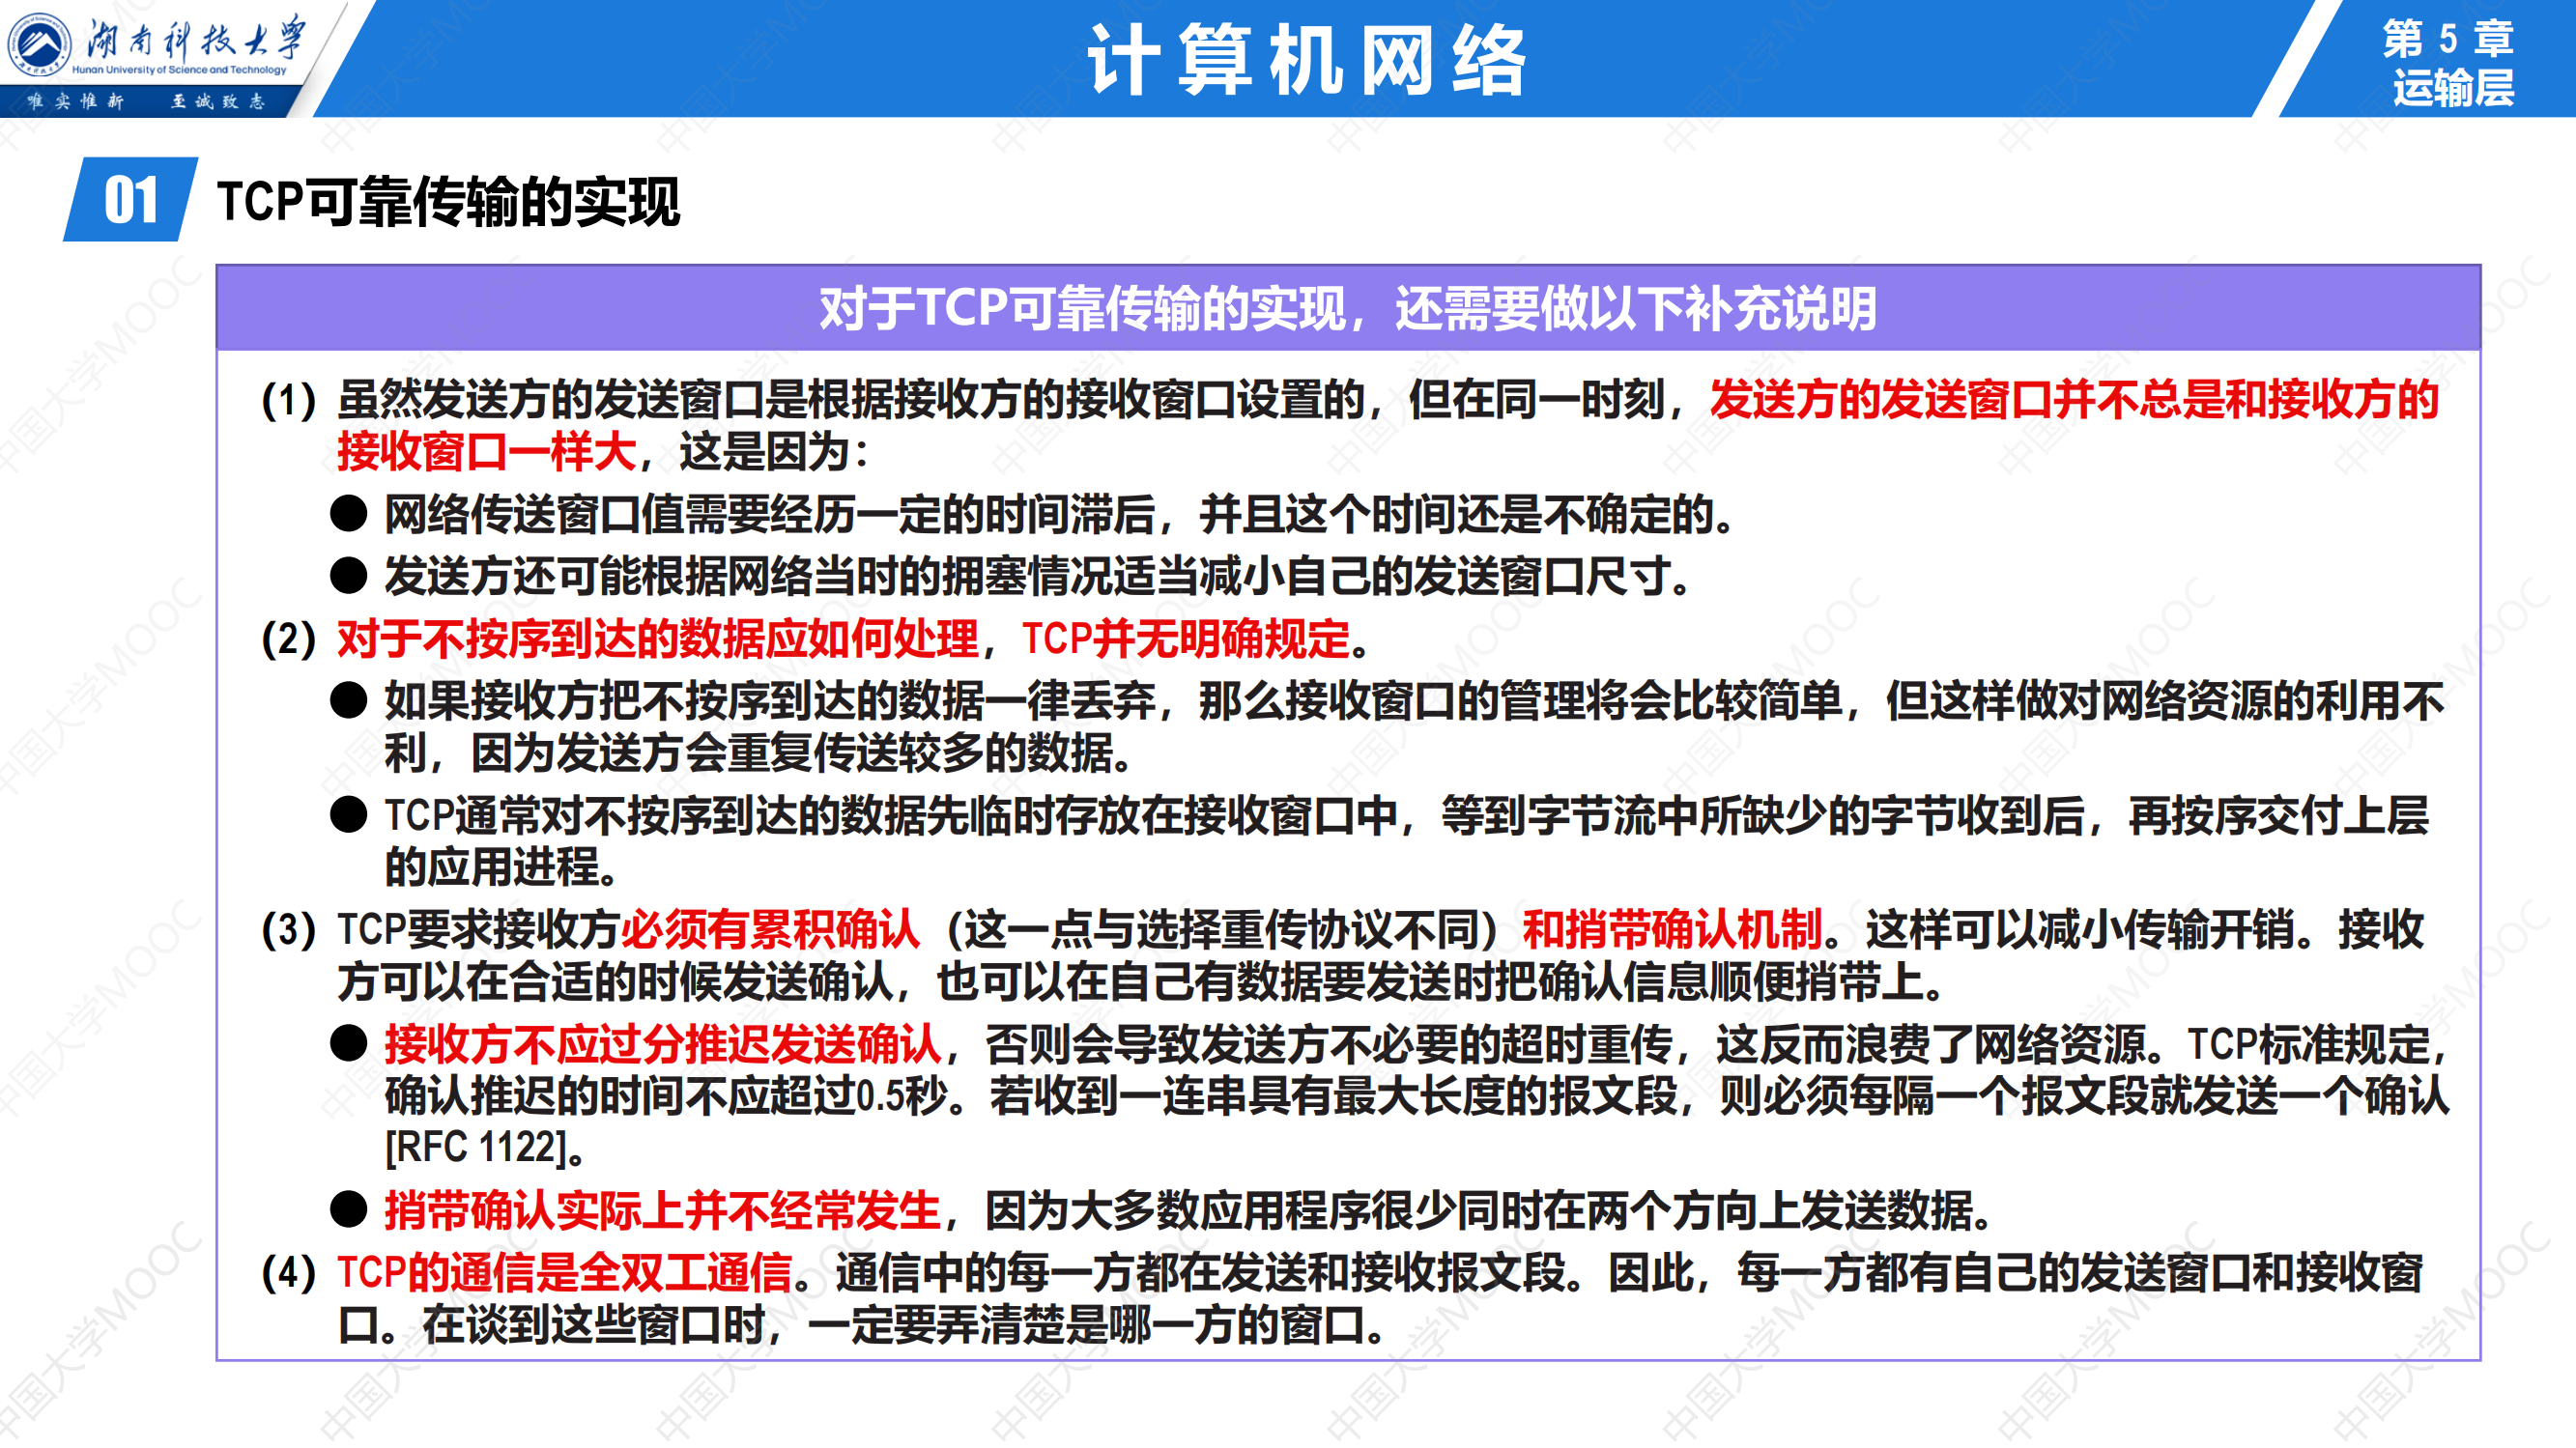 湖南科技大学
Hunan University of Science and Technology
唯实惟新 至诚致志
计算机网络
第 5 章
运输层
01 TCP可靠传输的实现
对于TCP可靠传输的实现，还需要做以下补充说明
（1）虽然发送方的发送窗口是根据接收方的接收窗口设置的，但在同一时刻，发送方的发送窗口并不总是和接收方的
接收窗口一样大，这是因为：
● 网络传送窗口值需要经历一定的时间滞后，并且这个时间还是不确定的。
● 发送方还可能根据网络当时的拥塞情况适当减小自己的发送窗口尺寸。
（2）对于不按序到达的数据应如何处理，TCP并无明确规定。
● 如果接收方把不按序到达的数据一律丢弃，那么接收窗口的管理将会比较简单，但这样做对网络资源的利用不
利，因为发送方会重复传送较多的数据。
● TCP通常对不按序到达的数据先临时存放在接收窗口中，等到字节流中所缺少的字节收到后，再按序交付上层
的应用进程。
（3）TCP要求接收方必须有累积确认（这一点与选择重传协议不同）和捎带确认机制。这样可以减小传输开销。接收
方可以在合适的时候发送确认，也可以在自己有数据要发送时把确认信息顺便捎带上。
● 接收方不应过分推迟发送确认，否则会导致发送方不必要的超时重传，这反而浪费了网络资源。TCP标准规定，
确认推迟的时间不应超过0.5秒。若收到一连串具有最大长度的报文段，则必须每隔一个报文段就发送一个确认
[RFC 1122]。
● 捎带确认实际上并不经常发生，因为大多数应用程序很少同时在两个方向上发送数据。
（4）TCP的通信是全双工通信。通信中的每一方都在发送和接收报文段。因此，每一方都有自己的发送窗口和接收窗
口。在谈到这些窗口时，一定要弄清楚是哪一方的窗口。
中国大学MOOC